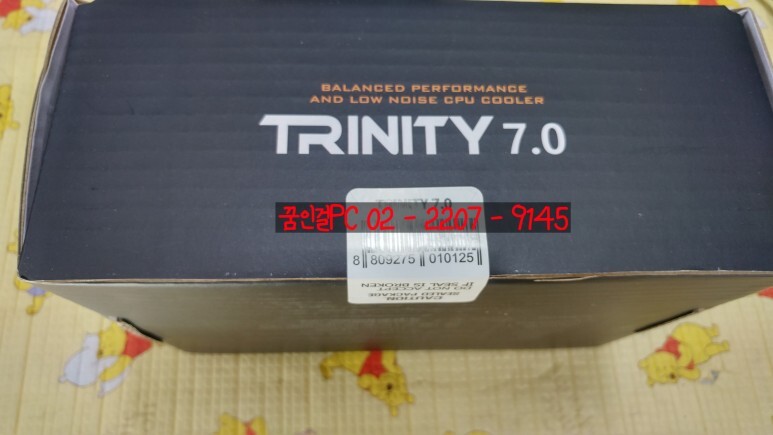 BALANCED PERFORMANCE
AND LOW NOISE CPU COOLER
TRINITY 7.0
TRINITY 7.0
꿈인걸PC 02 - 2207 - 9145
8 809275 010125
IF SEAL IS BROKEN
DO NOT ACCEPT
SEALED PACKAGE
CAUTION